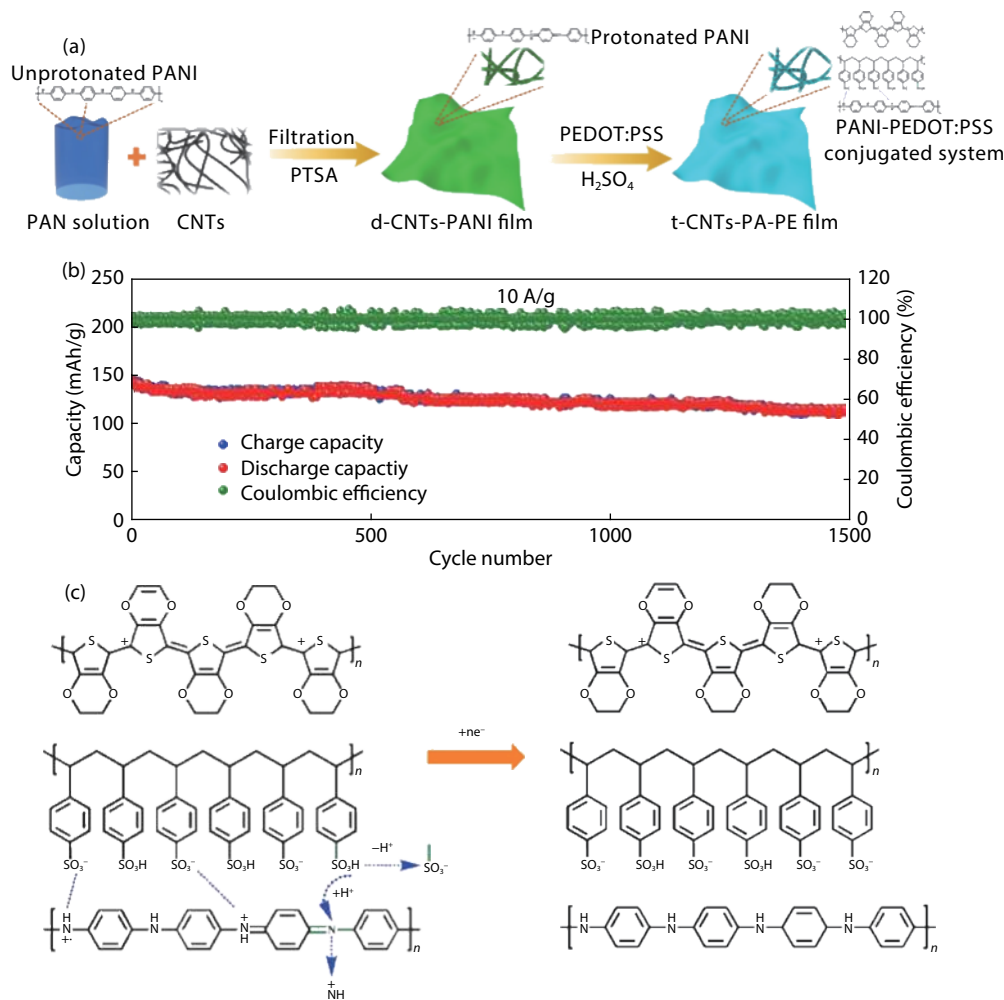 (a)
Unprotonated PANI
PAN solution
CNTs
Filtration
PTSA
Protonated PANI
d-CNTs-PANI film
PEDOT:PSS
H₂SO₄
t-CNTs-PA-PE film
PANI-PEDOT:PSS
conjugated system
(b)
250
200
150
100
50
0
Capacity (mAh/g)
10 A/g
Charge capacity
Discharge capactiy
Coulombic efficiency
120
100
80
60
40
20
0
Coulombic efficiency (%)
0 500 1000 1500
Cycle number
(c)
O O O O
S + S S + S
S S
n
O O O O O O
+ne⁻
n
SO₃⁻ SO₃H SO₃⁻ SO₃H SO₃⁻ SO₃H
−H⁺
SO₃⁻
+H⁺
H
N
+·
N
H
+
N
H
N
n
+
NH
O O O O
S + S S + S
S S
n
O O O O O O
n
SO₃⁻ SO₃H SO₃⁻ SO₃H SO₃⁻ SO₃⁻
H H H H
N N N N
n